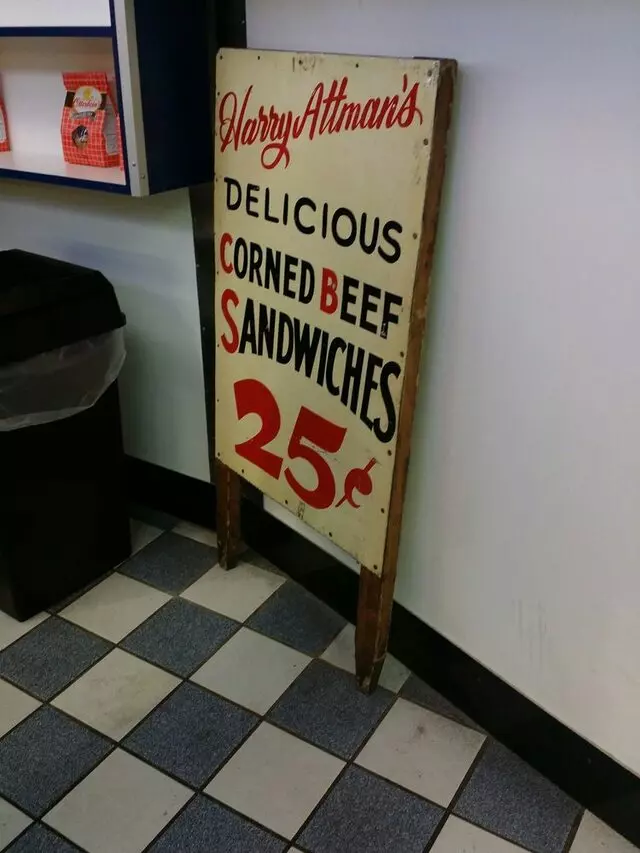 Harry Attman's
DELICIOUS
CORNED BEEF
SANDWICHES
25¢